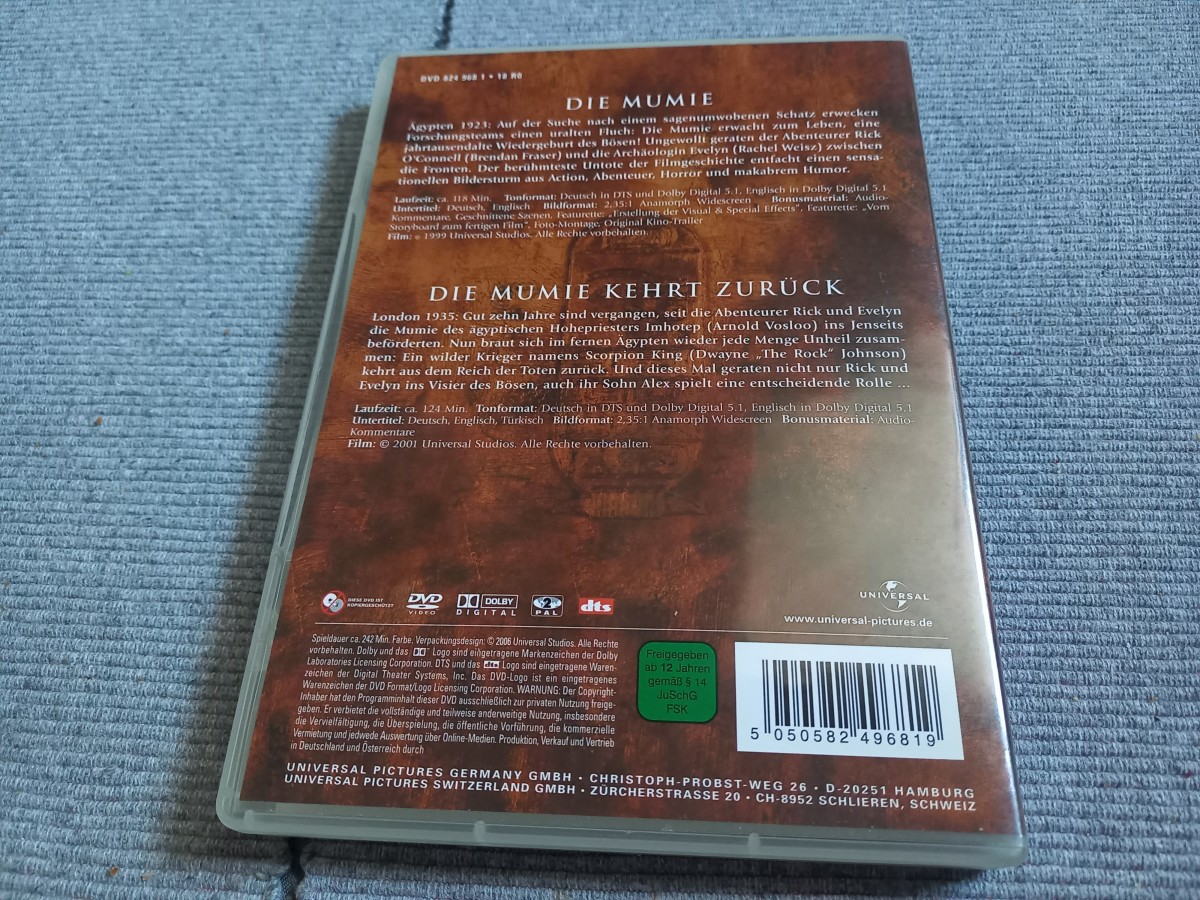 DVD 824 968 1 • 18 R0
DIE MUMIE
Ägypten 1923: Auf der Suche nach einem sagenumwobenen Schatz erwecken
Forschungsteams einen uralten Fluch: Die Mumie erwacht zum Leben, eine
jahrtausendalte Wiedergeburt des Bösen! Ungewollt geraten der Abenteurer Rick
O'Connell (Brendan Fraser) und die Archäologin Evelyn (Rachel Weisz) zwischen
die Fronten. Der berühmteste Untote der Filmgeschichte entfacht einen sensa-
tionellen Bildersturm aus Action, Abenteuer, Horror und makabrem Humor.
Laufzeit: ca. 118 Min. Tonformat: Deutsch in DTS und Dolby Digital 5.1, Englisch in Dolby Digital 5.1
Untertitel: Deutsch, Englisch Bildformat: 2,35:1 Anamorph Widescreen Bonusmaterial: Audio-
Kommentare, Geschnittene Szenen, Featurette: „Erstellung der Visual & Special Effects", Featurette: „Vom
Storyboard zum fertigen Film", Foto-Montage, Original Kino-Trailer
Film: © 1999 Universal Studios. Alle Rechte vorbehalten.
DIE MUMIE KEHRT ZURÜCK
London 1935: Gut zehn Jahre sind vergangen, seit die Abenteurer Rick und Evelyn
die Mumie des ägyptischen Hohepriesters Imhotep (Arnold Vosloo) ins Jenseits
beförderten. Nun braut sich im fernen Ägypten wieder jede Menge Unheil zusam-
men: Ein wilder Krieger namens Scorpion King (Dwayne „The Rock" Johnson)
kehrt aus dem Reich der Toten zurück. Und dieses Mal geraten nicht nur Rick und
Evelyn ins Visier des Bösen, auch ihr Sohn Alex spielt eine entscheidende Rolle ...
Laufzeit: ca. 124 Min. Tonformat: Deutsch in DTS und Dolby Digital 5.1, Englisch in Dolby Digital 5.1
Untertitel: Deutsch, Englisch, Türkisch Bildformat: 2,35:1 Anamorph Widescreen Bonusmaterial: Audio-
Kommentare
Film: © 2001 Universal Studios. Alle Rechte vorbehalten.
DIESE DVD IST
KOPIERGESCHÜTZT
DVD
VIDEO
DOLBY
DIGITAL
2
PAL
dts
UNIVERSAL
www.universal-pictures.de
Spieldauer ca. 242 Min. Farbe. Verpackungsdesign: © 2006 Universal Studios. Alle Rechte
vorbehalten. Dolby und das Logo sind eingetragene Markenzeichen der Dolby
Laboratories Licensing Corporation. DTS und das dts Logo sind eingetragene Waren-
zeichen der Digital Theater Systems, Inc. Das DVD-Logo ist ein eingetragenes
Warenzeichen der DVD Format/Logo Licensing Corporation. WARNUNG: Der Copyright-
Inhaber hat den Programminhalt dieser DVD ausschließlich zur privaten Nutzung freige-
geben. Er verbietet die vollständige und teilweise anderweitige Nutzung, insbesondere
die Vervielfältigung, die Überspielung, die öffentliche Vorführung, die kommerzielle
Vermietung und jedwede Auswertung über Online-Medien. Produktion, Verkauf und Vertrieb
in Deutschland und Österreich durch
Freigegeben
ab 12 Jahren
gemäß § 14
JuSchG
FSK
5 050582 496819
UNIVERSAL PICTURES GERMANY GMBH • CHRISTOPH-PROBST-WEG 26 • D-20251 HAMBURG
UNIVERSAL PICTURES SWITZERLAND GMBH • ZÜRCHERSTRASSE 20 • CH-8952 SCHLIEREN, SCHWEIZ